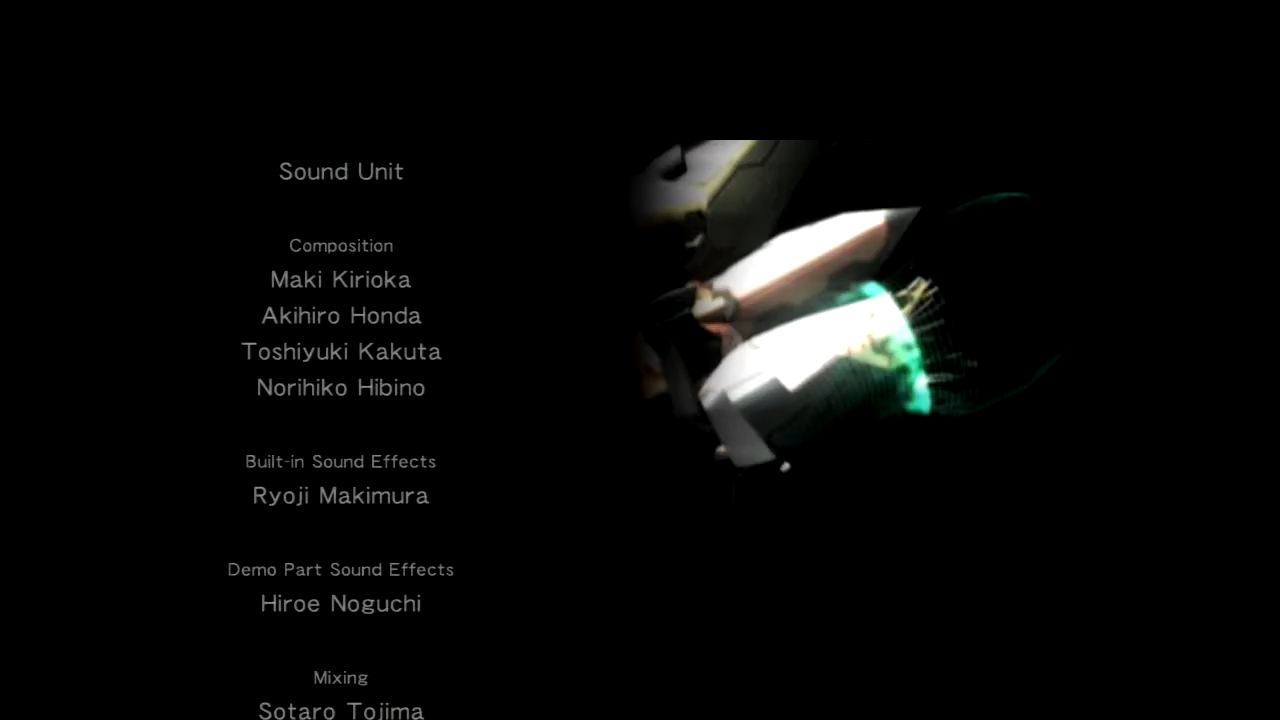 Sound Unit
Composition
Maki Kirioka
Akihiro Honda
Toshiyuki Kakuta
Norihiko Hibino
Built-in Sound Effects
Ryoji Makimura
Demo Part Sound Effects
Hiroe Noguchi
Mixing
Sotaro Tojima